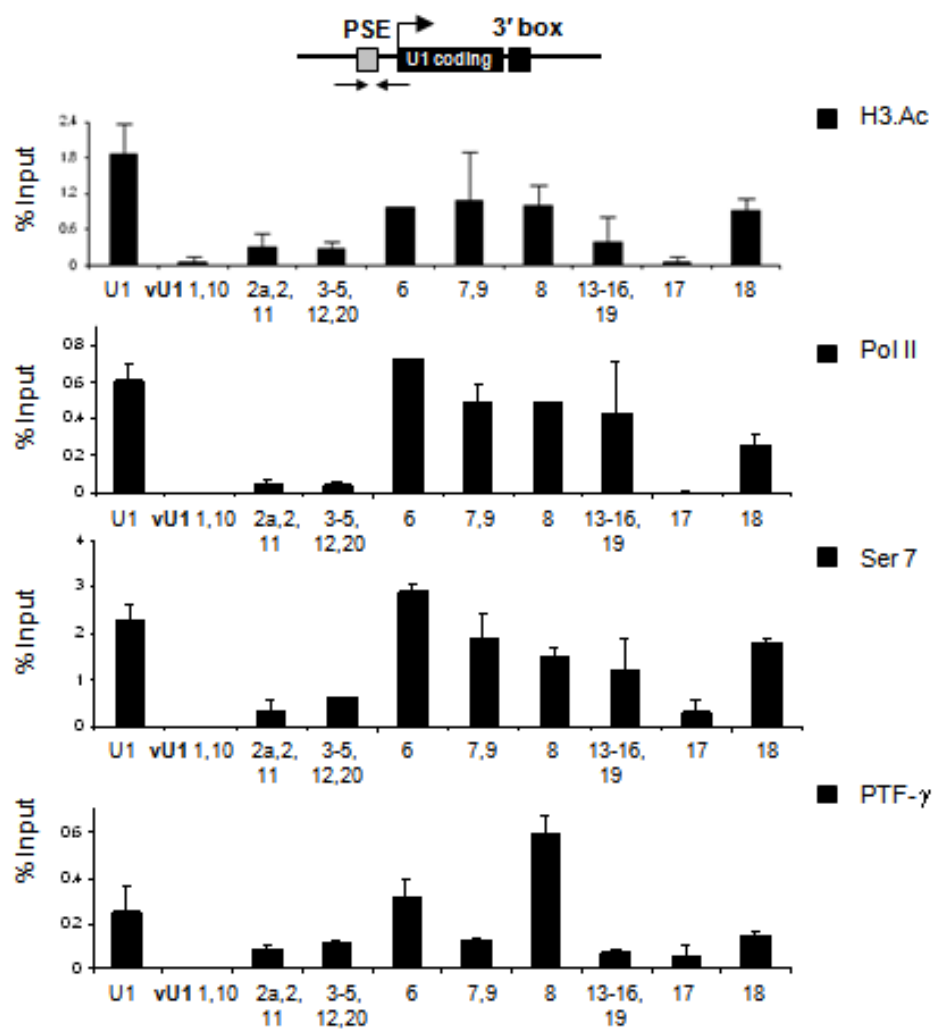 PSE 3' box
U1 coding
H3.Ac
% Input
2.4
1.8
1.2
0.6
0
U1 vU1 1,10 2a,2, 3-5, 6 7,9 8 13-16, 17 18
11 12,20 19
Pol II
% Input
0.8
0.6
0.4
0.2
0
U1 vU1 1,10 2a,2, 3-5, 6 7,9 8 13-16, 17 18
11 12,20 19
Ser 7
% Input
4
3
2
1
0
U1 vU1 1,10 2a,2, 3-5, 6 7,9 8 13-16, 17 18
11 12,20 19
PTF-γ
% Input
0.6
0.4
0.2
0
U1 vU1 1,10 2a,2, 3-5, 6 7,9 8 13-16, 17 18
11 12,20 19